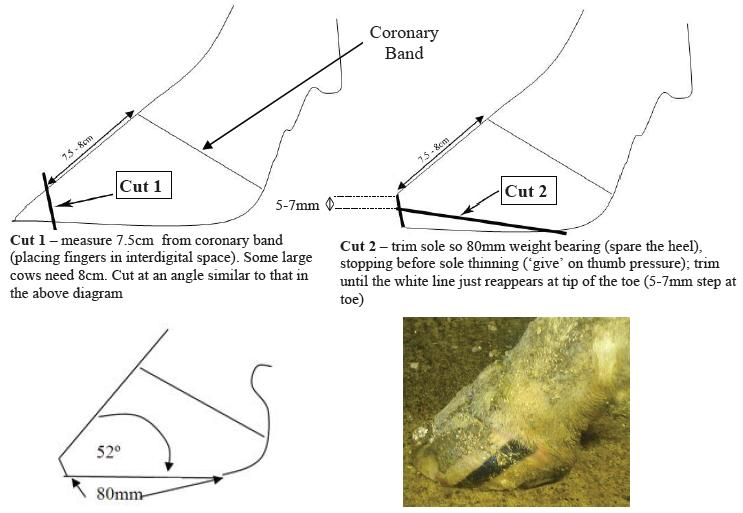 Coronary
Band
7.5 - 8cm
Cut 1
7.5 - 8cm
Cut 2
5-7mm
Cut 1 – measure 7.5cm from coronary band
(placing fingers in interdigital space). Some large
cows need 8cm. Cut at an angle similar to that in
the above diagram
Cut 2 – trim sole so 80mm weight bearing (spare the heel),
stopping before sole thinning (‘give’ on thumb pressure); trim
until the white line just reappears at tip of the toe (5-7mm step at
toe)
52º
80mm